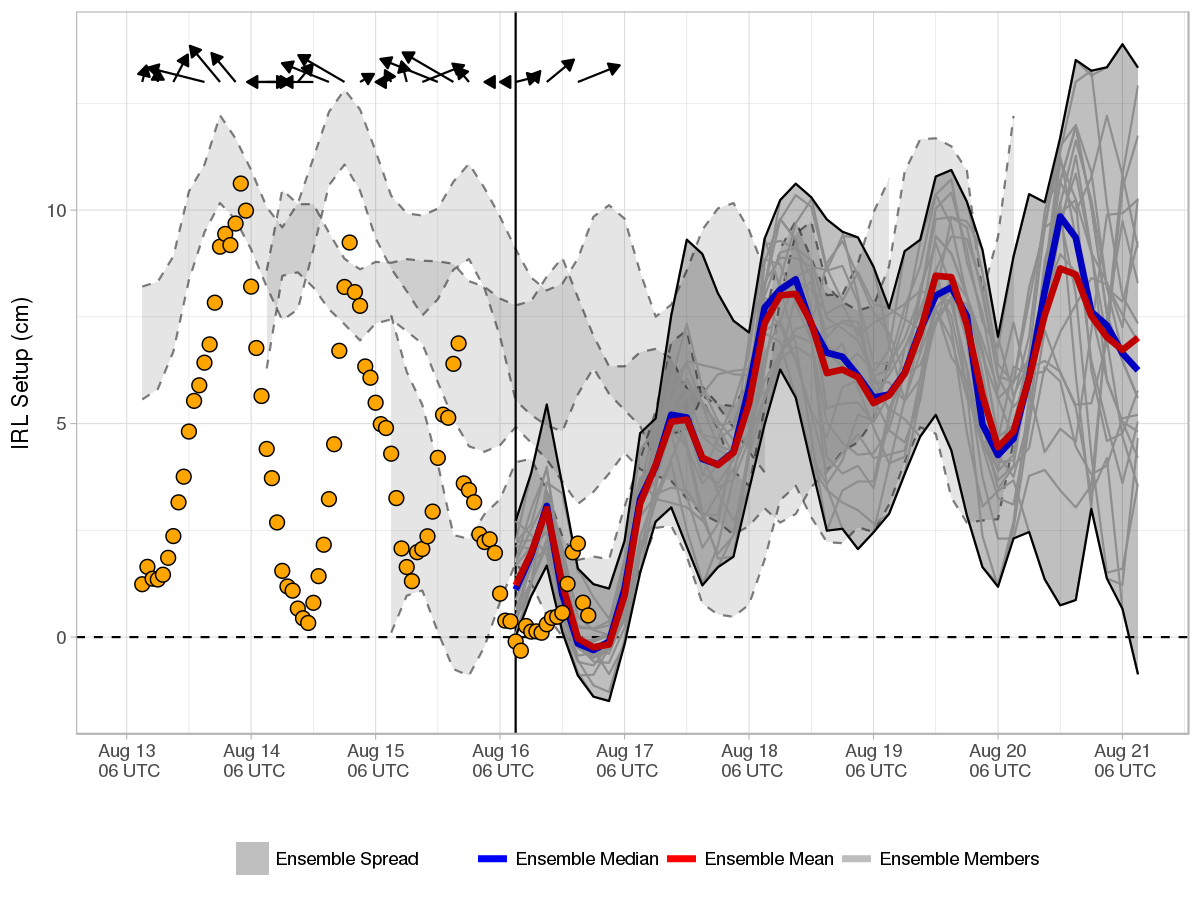 IRL Setup (cm)
10
5
0
Aug 13 Aug 14 Aug 15 Aug 16 Aug 17 Aug 18 Aug 19 Aug 20 Aug 21
06 UTC 06 UTC 06 UTC 06 UTC 06 UTC 06 UTC 06 UTC 06 UTC 06 UTC
Ensemble Spread Ensemble Median Ensemble Mean Ensemble Members